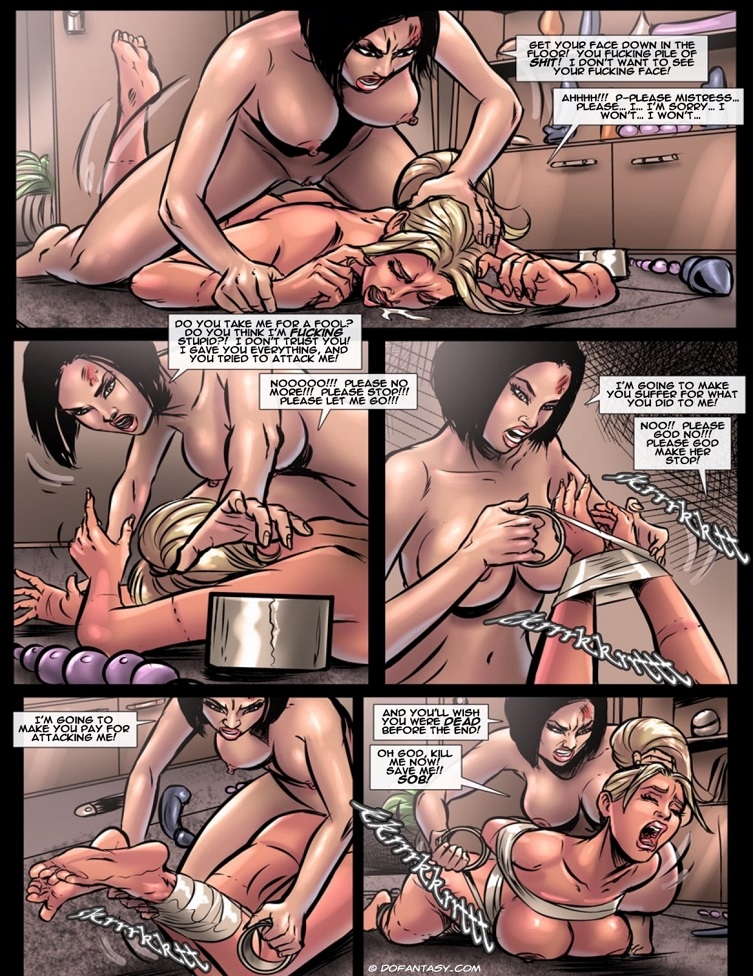 GET YOUR FACE DOWN IN THE
FLOOR! YOU FUCKING PILE OF
SHIT! I DON'T WANT TO SEE
YOUR FUCKING FACE!
AHHHH!!! P-PLEASE MISTRESS...
PLEASE... I... I'M SORRY... I
WON'T... I WON'T...
DO YOU TAKE ME FOR A FOOL?
DO YOU THINK I'M FUCKING
STUPID?! I DON'T TRUST YOU!
I GAVE YOU EVERYTHING, AND
YOU TRIED TO ATTACK ME!
NOOOOO!!! PLEASE NO
MORE!!! PLEASE STOP!!!
PLEASE LET ME GO!!!
I'M GOING TO MAKE
YOU SUFFER FOR WHAT
YOU DID TO ME!
NOO!! PLEASE
GOD NO!!!
PLEASE GOD
MAKE HER
STOP!
I'M GOING TO
MAKE YOU PAY FOR
ATTACKING ME!
AND YOU'LL WISH
YOU WERE DEAD
BEFORE THE END!
OH GOD, KILL
ME NOW!
SAVE ME!!
SOB!
© DOFANTASY.COM